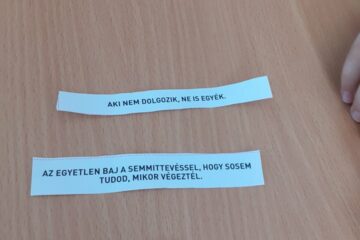 AKI NEM DOLGOZIK, NE IS EGYÉK.
AZ EGYETLEN BAJ A SEMMITTEVÉSSEL, HOGY SOSEM
TUDOD, MIKOR VÉGEZTÉL.